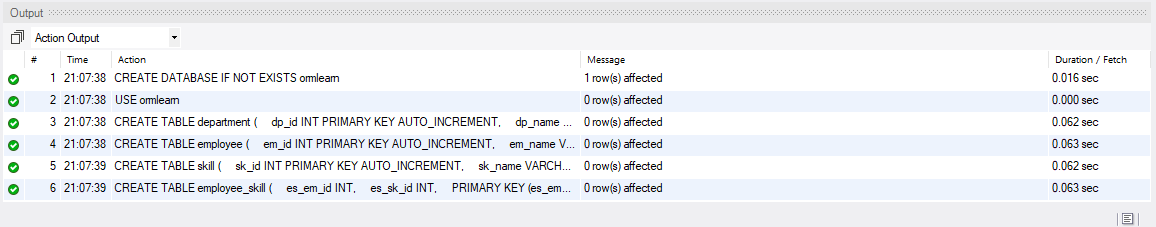 Output
Action Output
# Time Action Message Duration / Fetch
1 21:07:38 CREATE DATABASE IF NOT EXISTS ormlearn 1 row(s) affected 0.016 sec
2 21:07:38 USE ormlearn 0 row(s) affected 0.000 sec
3 21:07:38 CREATE TABLE department ( dp_id INT PRIMARY KEY AUTO_INCREMENT, dp_name ... 0 row(s) affected 0.062 sec
4 21:07:38 CREATE TABLE employee ( em_id INT PRIMARY KEY AUTO_INCREMENT, em_name V... 0 row(s) affected 0.063 sec
5 21:07:39 CREATE TABLE skill ( sk_id INT PRIMARY KEY AUTO_INCREMENT, sk_name VARCH... 0 row(s) affected 0.062 sec
6 21:07:39 CREATE TABLE employee_skill ( es_em_id INT, es_sk_id INT, PRIMARY KEY (es_em... 0 row(s) affected 0.063 sec